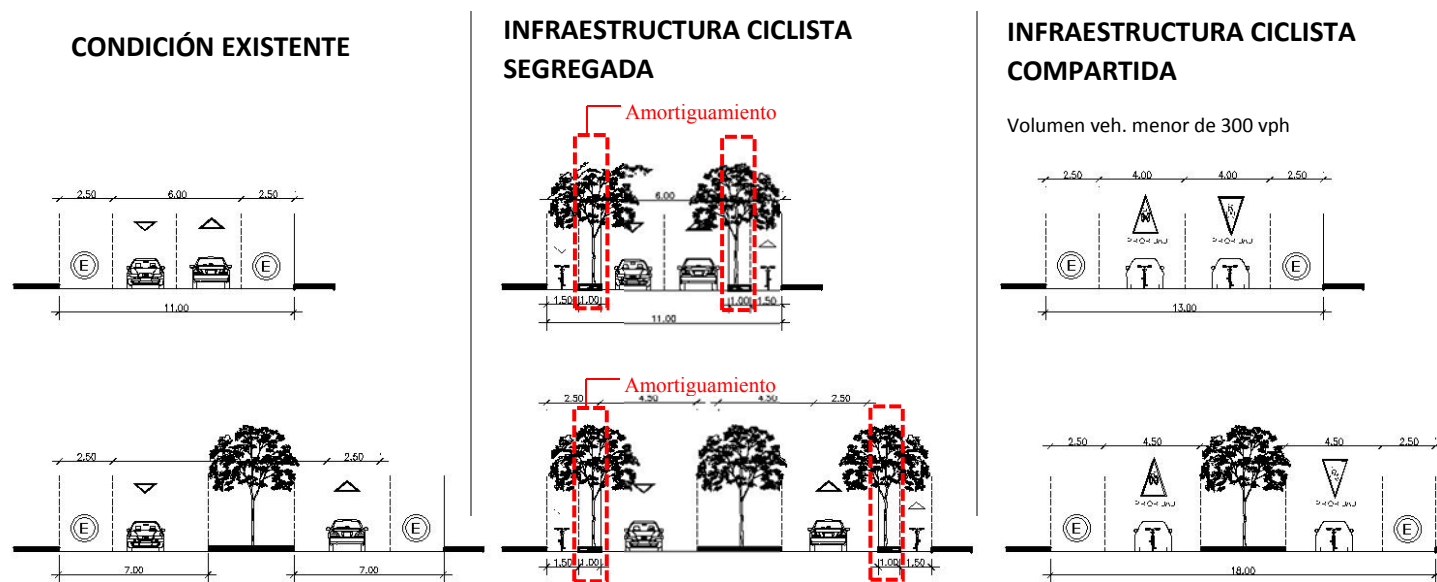 CONDICIÓN EXISTENTE
2.50 6.00 2.50
E E
11.00
2.50 2.50
E E
7.00 7.00
INFRAESTRUCTURA CICLISTA
SEGREGADA
Amortiguamiento
6.00
1.50 1.00 1.00 1.50
11.00
Amortiguamiento
2.50 4.50 4.50 2.50
1.50 1.00 1.00 1.50
INFRAESTRUCTURA CICLISTA
COMPARTIDA
Volumen veh. menor de 300 vph
2.50 4.00 4.00 2.50
E E
13.00
2.50 4.50 4.50 2.50
E E
18.00